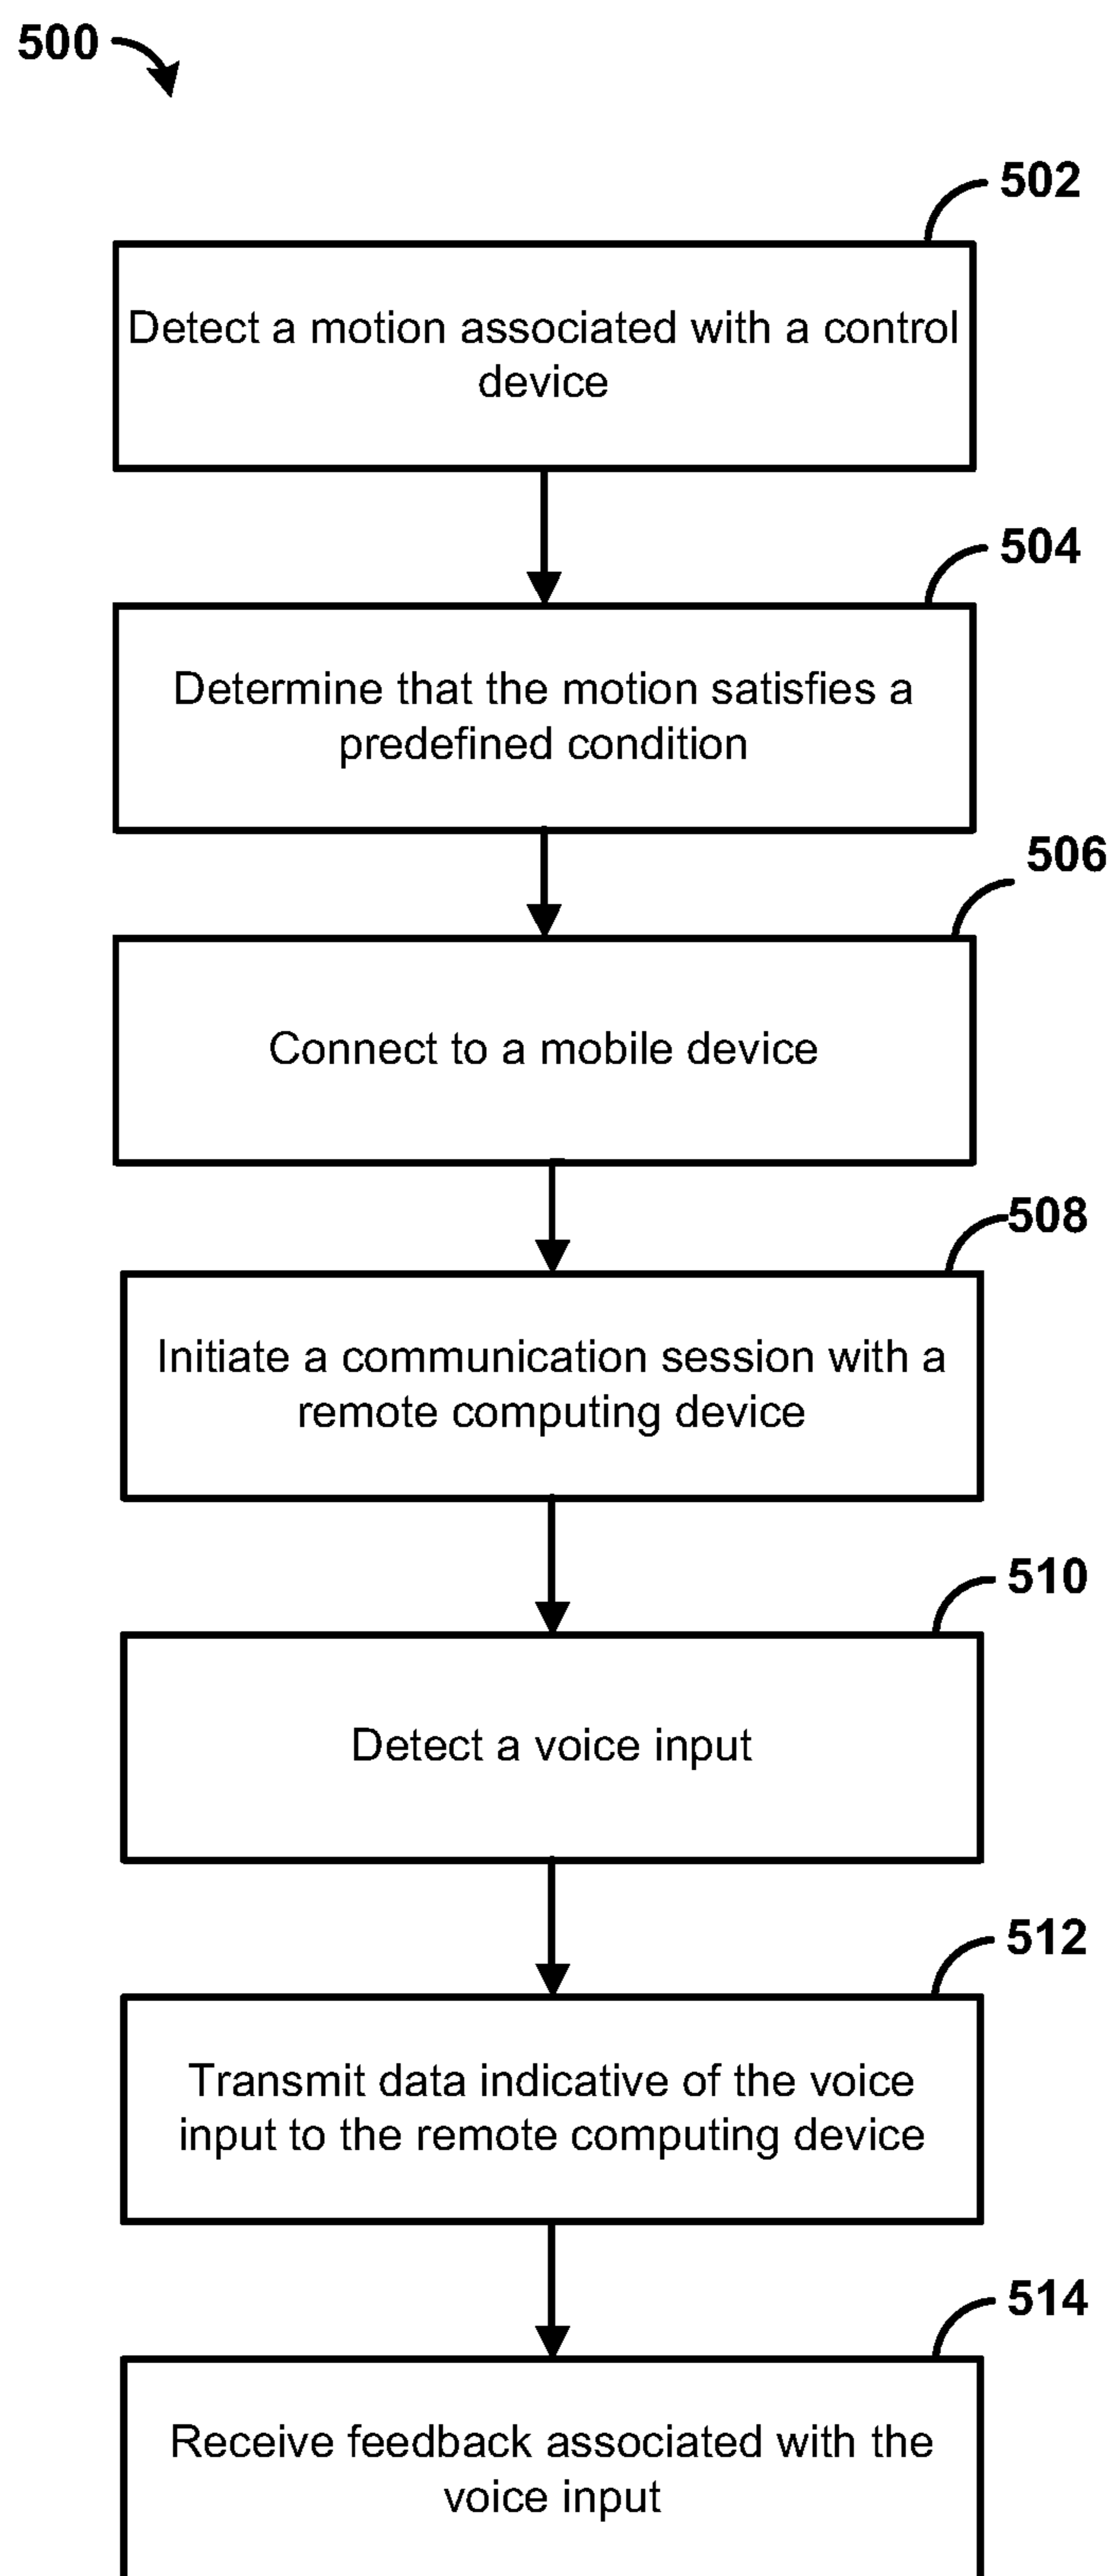 500
502
Detect a motion associated with a control
device
504
Determine that the motion satisfies a
predefined condition
506
Connect to a mobile device
508
Initiate a communication session with a
remote computing device
510
Detect a voice input
512
Transmit data indicative of the voice
input to the remote computing device
514
Receive feedback associated with the
voice input